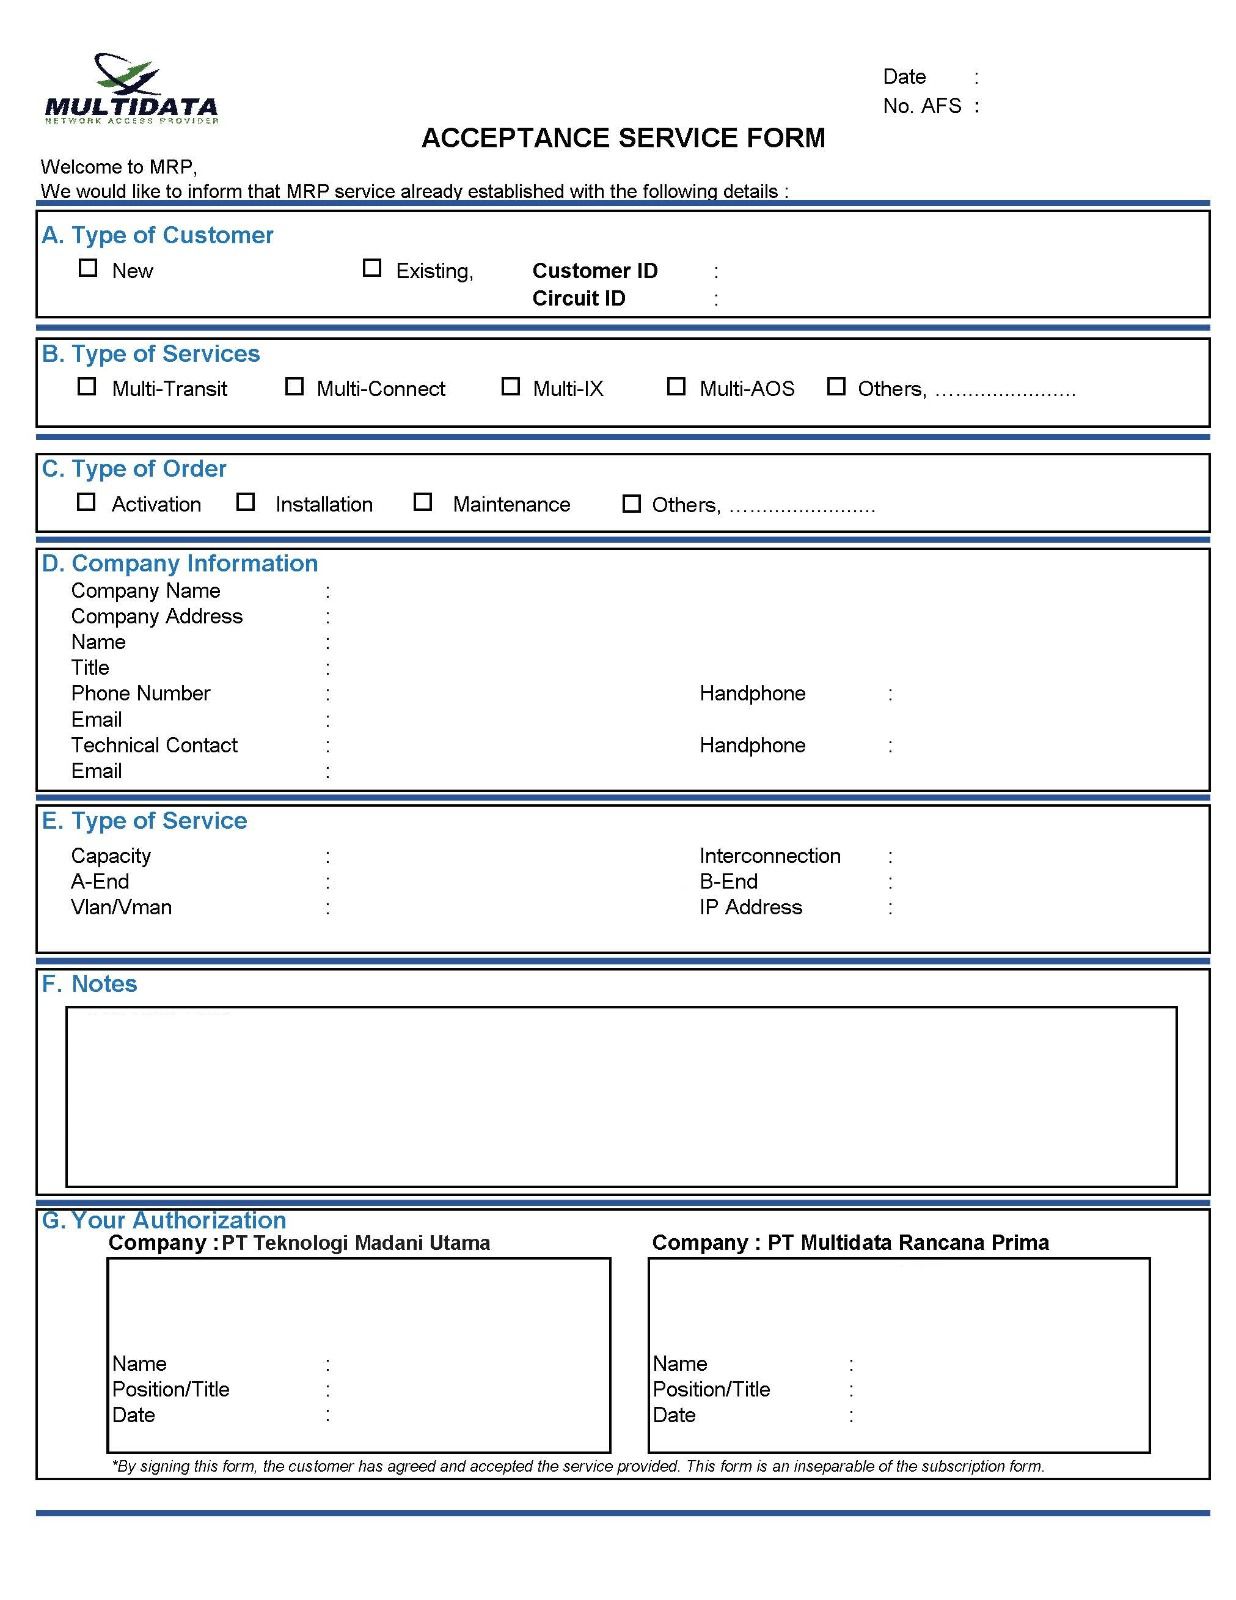 MULTIDATA
NETWORK ACCESS PROVIDER
Date :
No. AFS :
ACCEPTANCE SERVICE FORM
Welcome to MRP,
We would like to inform that MRP service already established with the following details :
A. Type of Customer
New Existing, Customer ID :
Circuit ID :
B. Type of Services
Multi-Transit Multi-Connect Multi-IX Multi-AOS Others, ........................
C. Type of Order
Activation Installation Maintenance Others, ........................
D. Company Information
Company Name :
Company Address :
Name :
Title :
Phone Number : Handphone :
Email :
Technical Contact : Handphone :
Email :
E. Type of Service
Capacity : Interconnection :
A-End : B-End :
Vlan/Vman : IP Address :
F. Notes
G. Your Authorization
Company : PT Teknologi Madani Utama Company : PT Multidata Rancana Prima
Name : Name :
Position/Title : Position/Title :
Date : Date :
*By signing this form, the customer has agreed and accepted the service provided. This form is an inseparable of the subscription form.